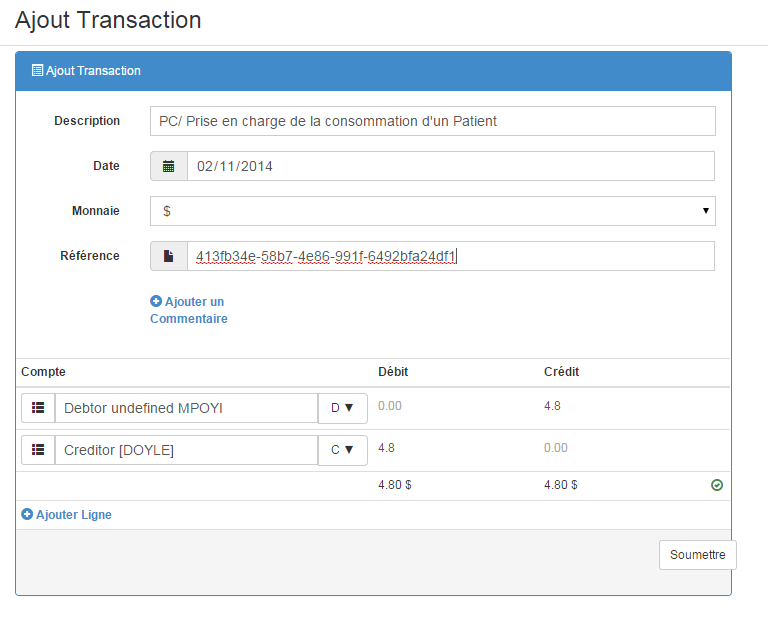 Ajout Transaction
Ajout Transaction
Description PC/ Prise en charge de la consommation d'un Patient
Date 02/11/2014
Monnaie $
Référence 413fb34e-58b7-4e86-991f-6492bfa24df1
Ajouter un
Commentaire
Compte Débit Crédit
Debtor undefined MPOYI D 0.00 4.8
Creditor [DOYLE] C 4.8 0.00
4.80 $ 4.80 $
Ajouter Ligne
Soumettre